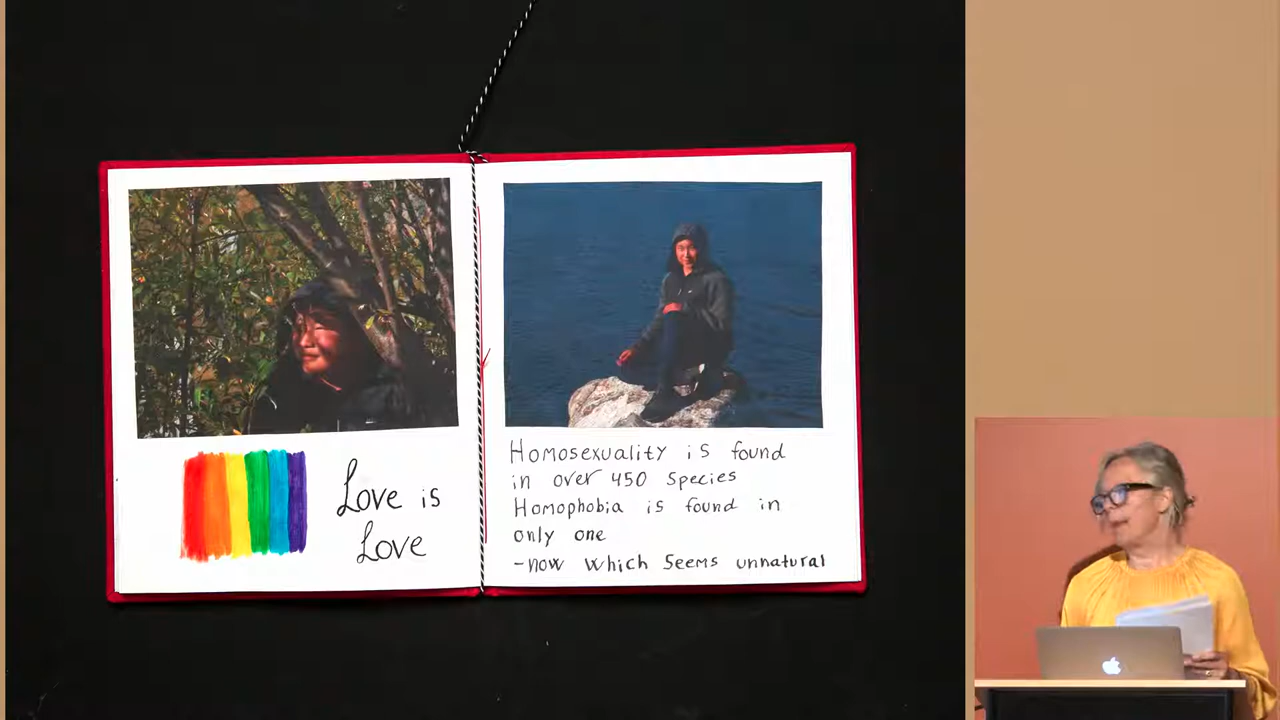 Love is
Love
Homosexuality is found
in over 450 Species
Homophobia is found in
only one
-now which seems unnatural